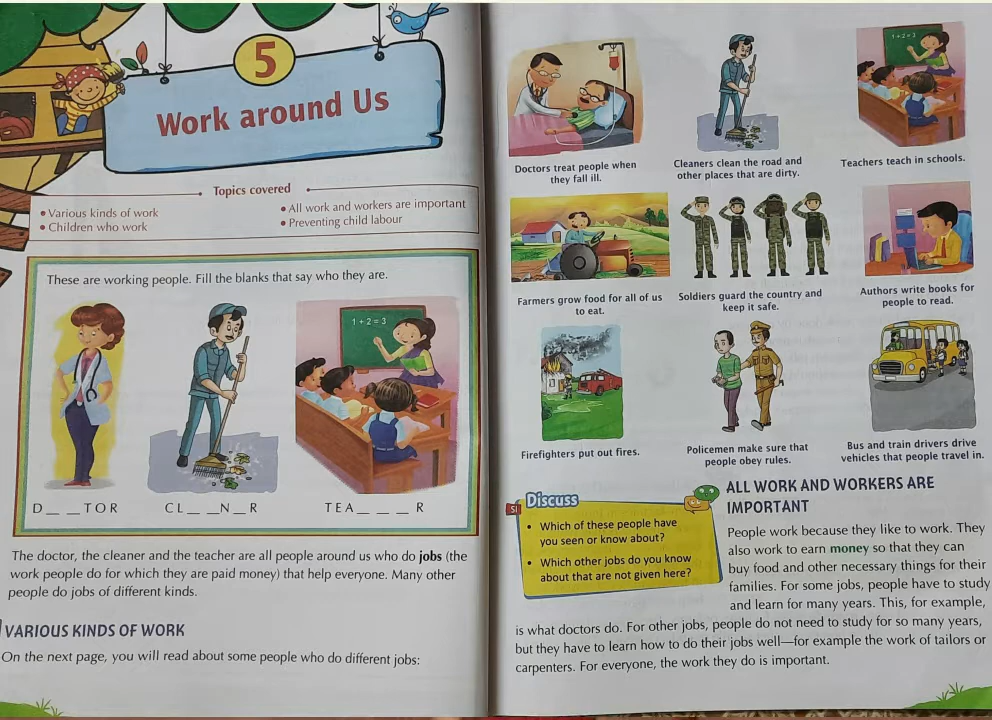 5
Work around Us
Topics covered
• Various kinds of work
• Children who work
• All work and workers are important
• Preventing child labour
These are working people. Fill the blanks that say who they are.
1 + 2 = 3
D__ __TOR
CL__ __N__R
TEA__ __ __ R
The doctor, the cleaner and the teacher are all people around us who do jobs (the
work people do for which they are paid money) that help everyone. Many other
people do jobs of different kinds.
VARIOUS KINDS OF WORK
On the next page, you will read about some people who do different jobs:
1 + 2 = 3
Doctors treat people when
they fall ill.
Cleaners clean the road and
other places that are dirty.
Teachers teach in schools.
Farmers grow food for all of us
to eat.
Soldiers guard the country and
keep it safe.
Authors write books for
people to read.
Firefighters put out fires.
Policemen make sure that
people obey rules.
Bus and train drivers drive
vehicles that people travel in.
SI
Discuss
• Which of these people have
you seen or know about?
• Which other jobs do you know
about that are not given here?
ALL WORK AND WORKERS ARE
IMPORTANT
People work because they like to work. They
also work to earn money so that they can
buy food and other necessary things for their
families. For some jobs, people have to study
and learn for many years. This, for example,
is what doctors do. For other jobs, people do not need to study for so many years,
but they have to learn how to do their jobs well—for example the work of tailors or
carpenters. For everyone, the work they do is important.